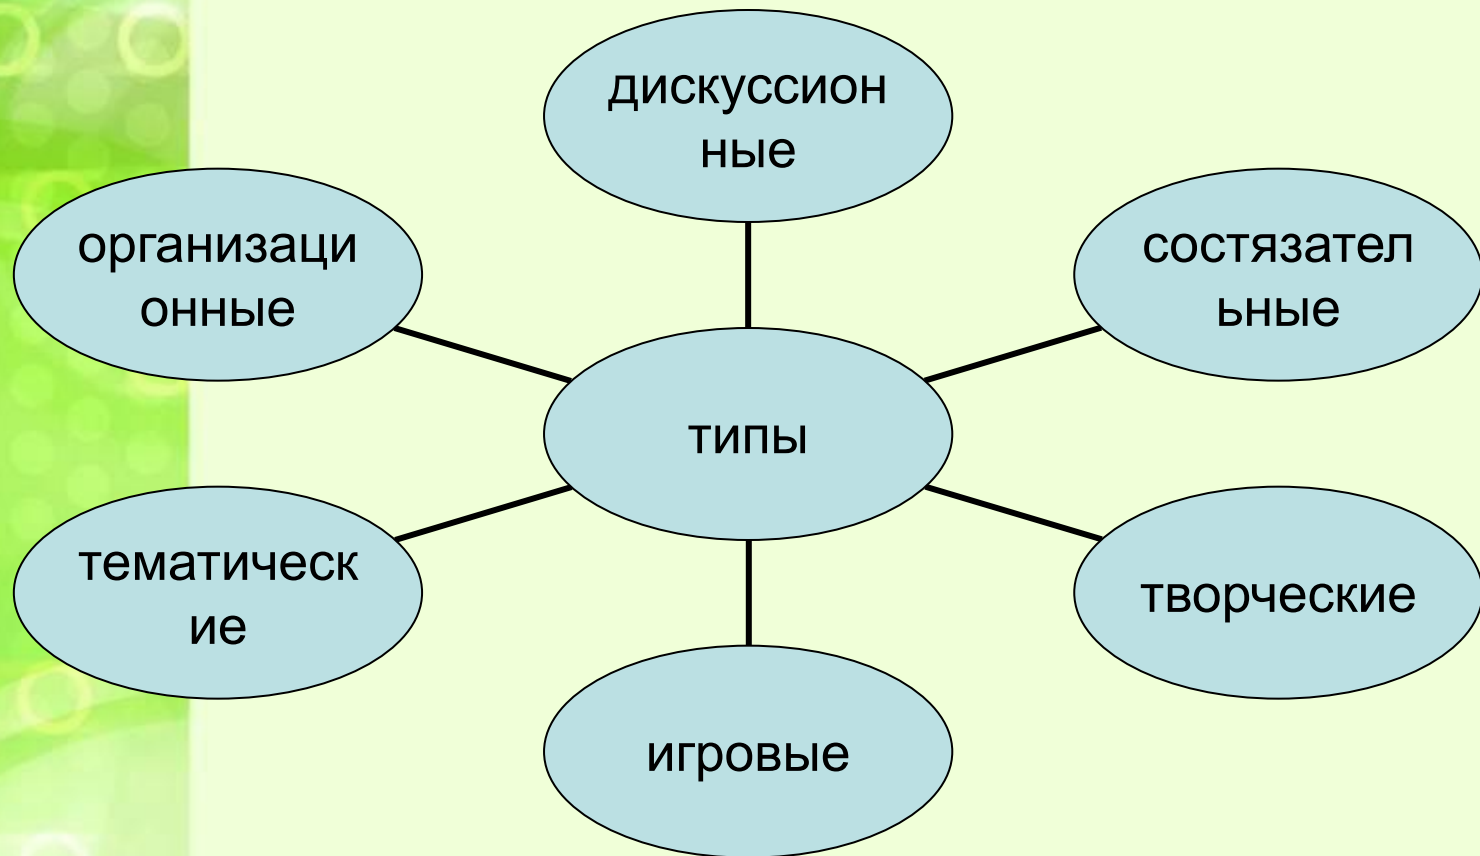 дискуссион
ные
организаци
онные
состязател
ьные
типы
тематическ
ие
творческие
игровые